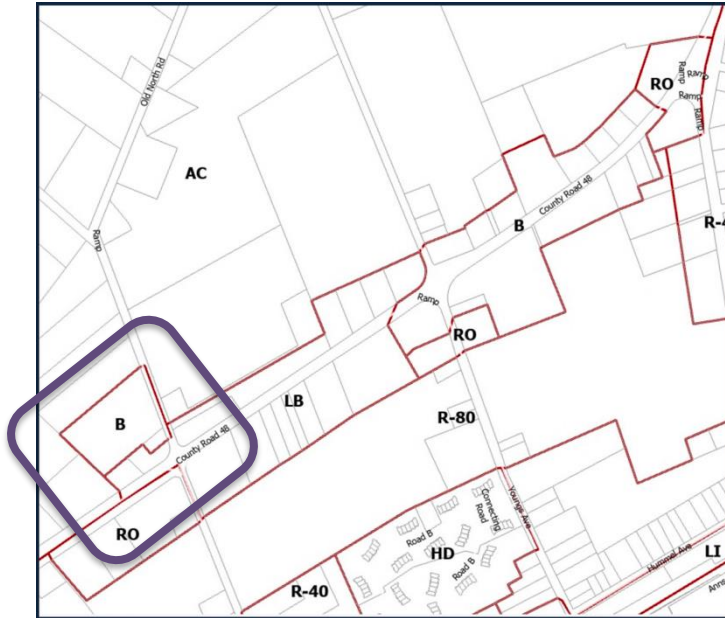 Old North Rd
Ramp
Ramp
RO
Ramp
Ramp
AC
Ramp
B
County Road 48
R-4
Ramp
RO
LB
R-80
B
County Road 48
RO
Connecting Road
Youngs Ave
Road B
HD
Road B
Hummel Ave
LI
R-40